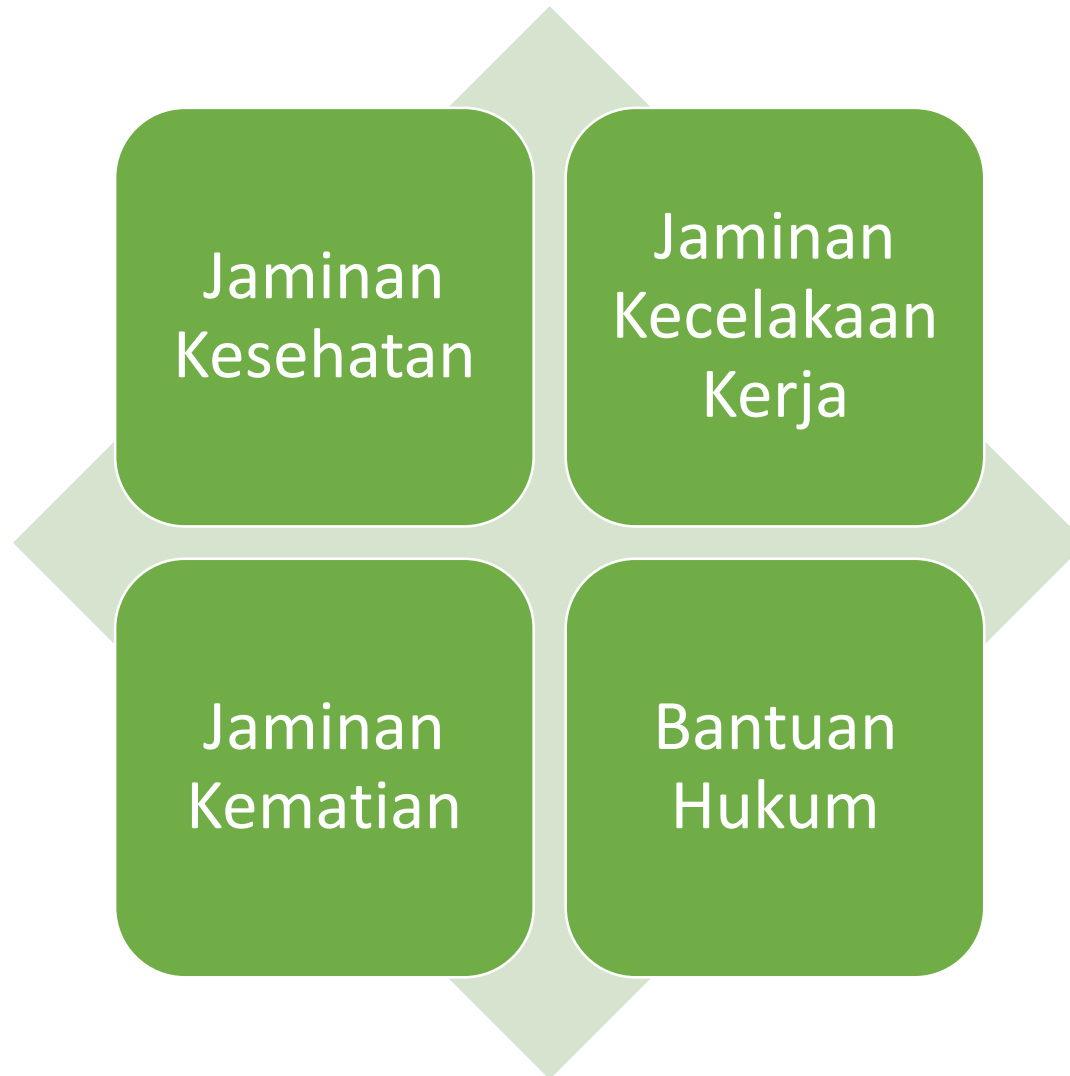 Jaminan
Kesehatan
Jaminan
Kecelakaan
Kerja
Jaminan
Kematian
Bantuan
Hukum